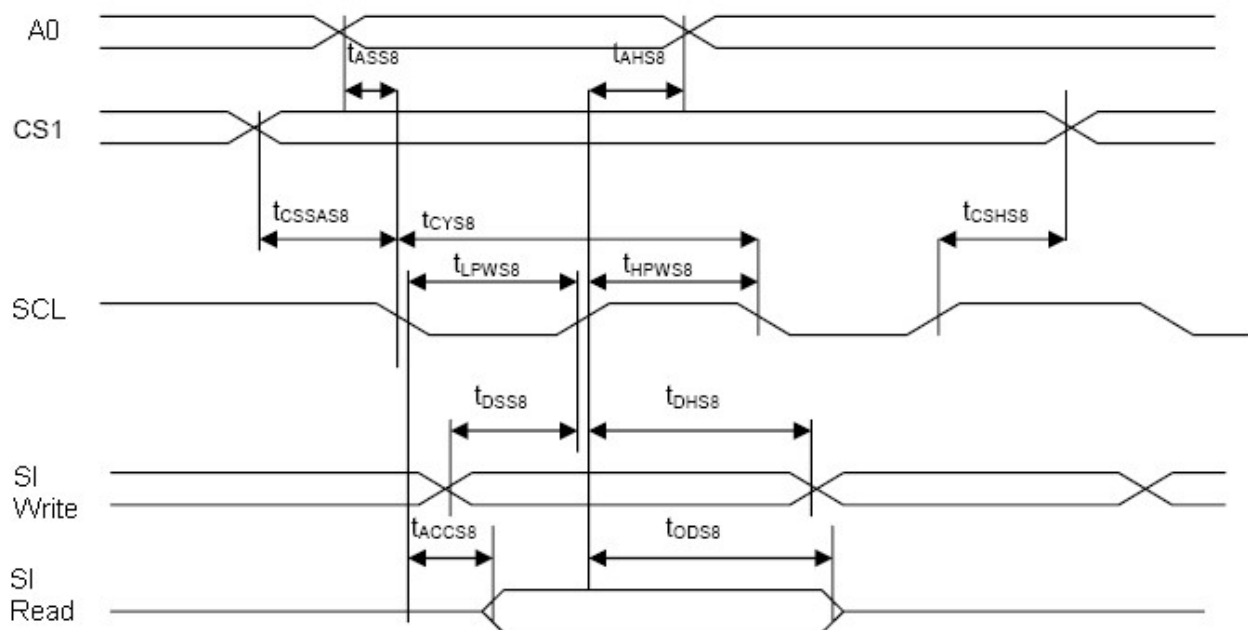 A0
tASS8
tAHS8
CS1
tCSSAS8
tCYS8
tCSHS8
tLPWS8
tHPWS8
SCL
tDSS8
tDHS8
SI
Write
tACCS8
tODS8
SI
Read